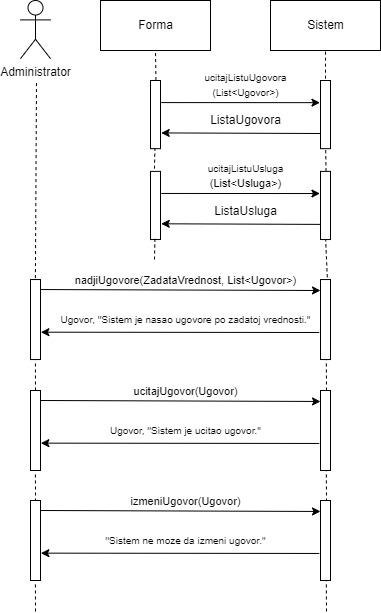 Forma
Sistem
Administrator
ucitajListuUgovora
(List<Ugovor>)
ListaUgovora
ucitajListuUsluga
(List<Usluga>)
ListaUsluga
nadjiUgovore(ZadataVrednost, List<Ugovor>)
Ugovor, "Sistem je nasao ugovore po zadatoj vrednosti."
ucitajUgovor(Ugovor)
Ugovor, "Sistem je ucitao ugovor."
izmeniUgovor(Ugovor)
"Sistem ne moze da izmeni ugovor."